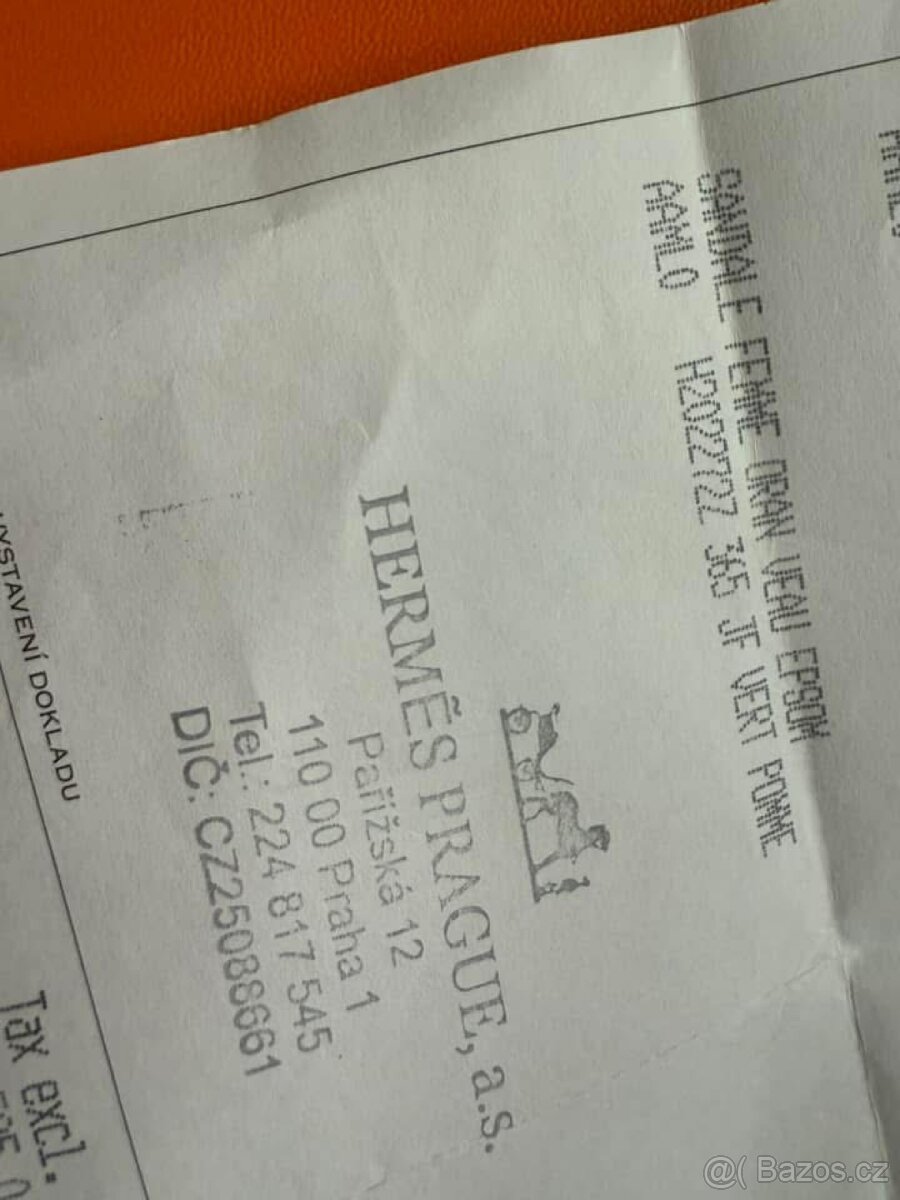 SANDALE FEMME ORAN VEAU EPSOM
AAMLO H202272Z 365 JF VERT POMME
HERMÈS PRAGUE, a.s.
Pařížská 12
110 00 Praha 1
Tel.: 224 817 545
DIČ: CZ25088661
VYSTAVENÍ DOKLADU
Tax excl.
@( Bazos.cz